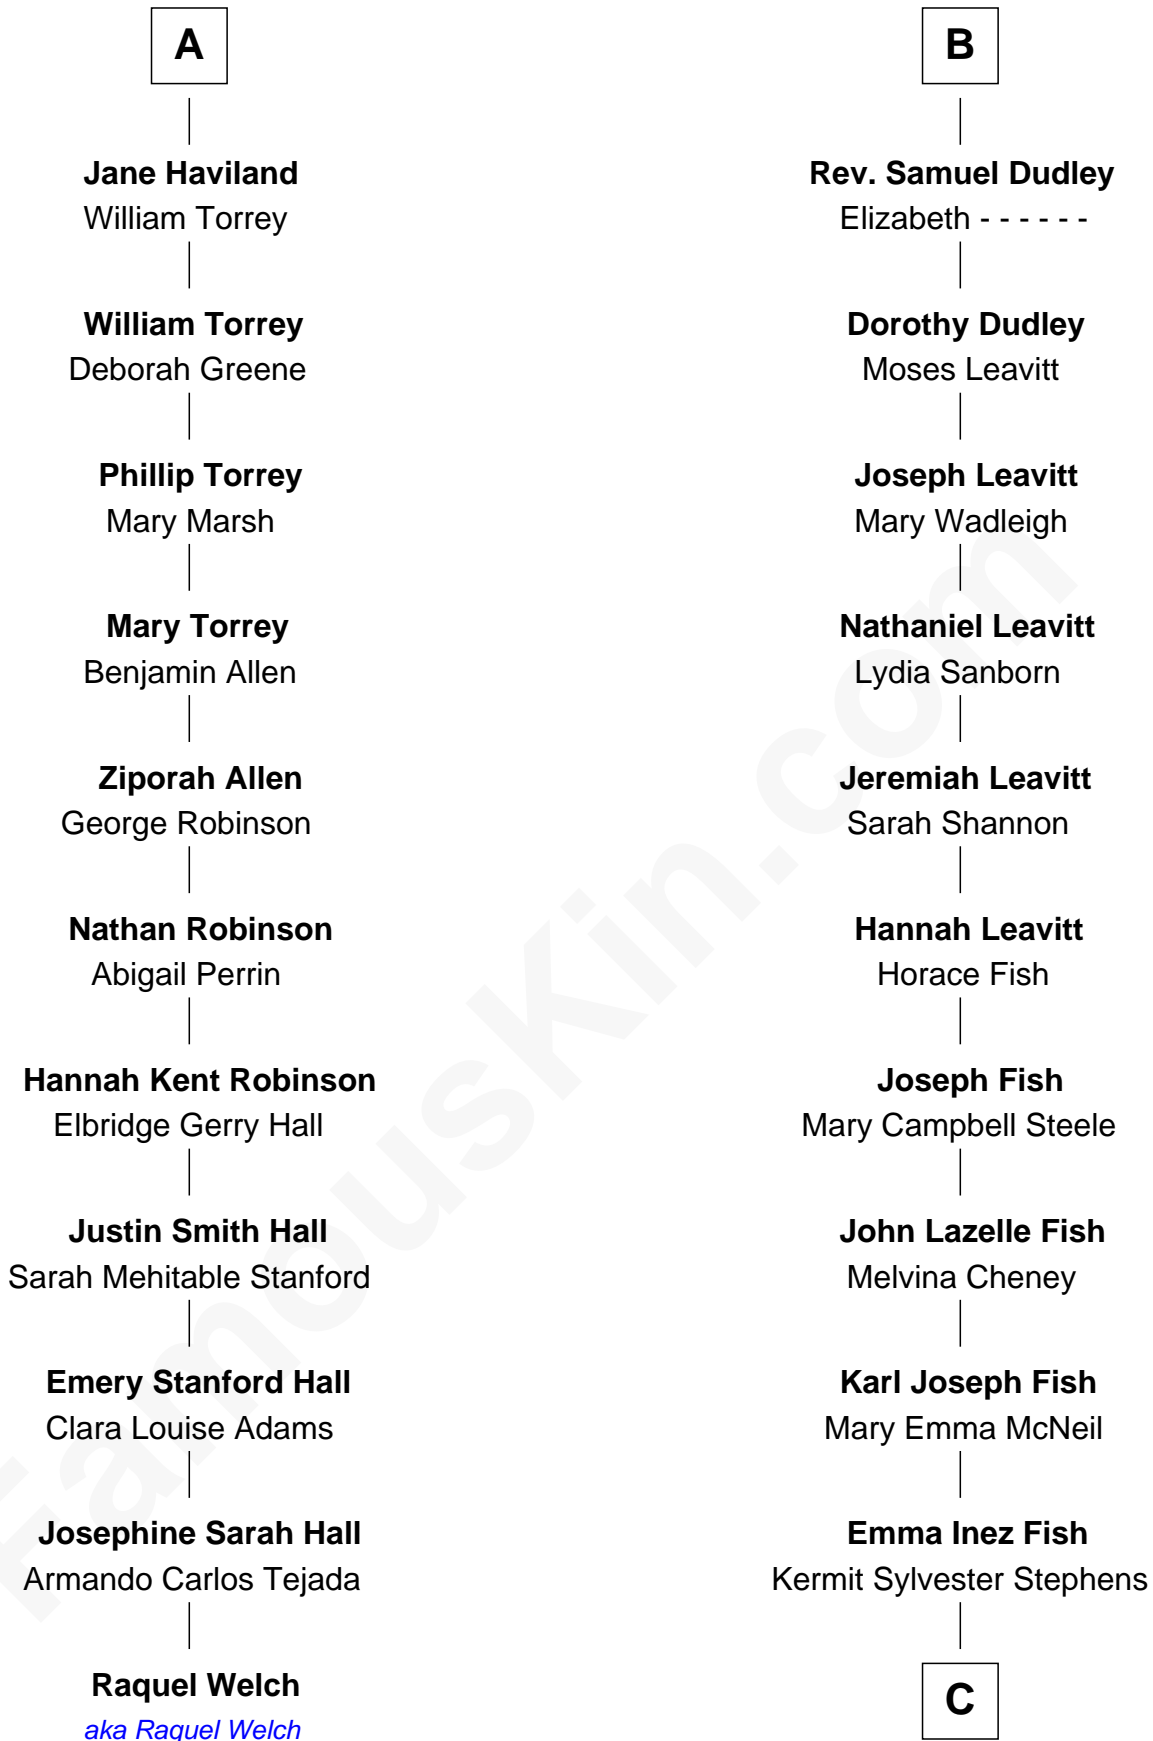 A
Jane Haviland
William Torrey
William Torrey
Deborah Greene
Phillip Torrey
Mary Marsh
Mary Torrey
Benjamin Allen
Ziporah Allen
George Robinson
Nathan Robinson
Abigail Perrin
Hannah Kent Robinson
Elbridge Gerry Hall
Justin Smith Hall
Sarah Mehitable Stanford
Emery Stanford Hall
Clara Louise Adams
Josephine Sarah Hall
Armando Carlos Tejada
Raquel Welch
aka Raquel Welch
B
Rev. Samuel Dudley
Elizabeth - - - - - -
Dorothy Dudley
Moses Leavitt
Joseph Leavitt
Mary Wadleigh
Nathaniel Leavitt
Lydia Sanborn
Jeremiah Leavitt
Sarah Shannon
Hannah Leavitt
Horace Fish
Joseph Fish
Mary Campbell Steele
John Lazelle Fish
Melvina Cheney
Karl Joseph Fish
Mary Emma McNeil
Emma Inez Fish
Kermit Sylvester Stephens
C
FamousKin.com